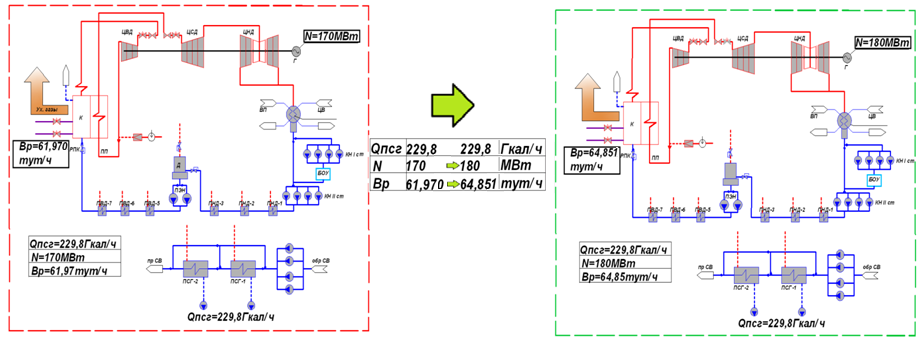 ЦВД
ЦСД
ЦНД
N=170МВт
Г
Ух. газы
К
Вр=61,970
тут/ч
РПК
ПП
ВП
ЦВ
КН I ст
БОУ
КН II ст
Д
ПЭН
ПВД-7
ПВД-6
ПВД-5
ПНД-3
ПНД-2
ПНД-1
Qпсг=229,8Гкал/ч
N=170МВт
Вр=61,97тут/ч
пр СВ
обр СВ
ПСГ-2
ПСГ-1
Qпсг=229,8Гкал/ч
Qпсг 229,8 229,8 Гкал/ч
N 170 180 МВт
Вр 61,970 64,851 тут/ч
ЦВД
ЦСД
ЦНД
N=180МВт
Г
К
Вр=64,851
тут/ч
РПК
ПП
ВП
ЦВ
КН I ст
БОУ
КН II ст
Д
ПЭН
ПВД-7
ПВД-6
ПВД-5
ПНД-3
ПНД-2
ПНД-1
Qпсг=229,8Гкал/ч
N=180МВт
Вр=64,85тут/ч
пр СВ
обр СВ
ПСГ-2
ПСГ-1
Qпсг=229,8Гкал/ч